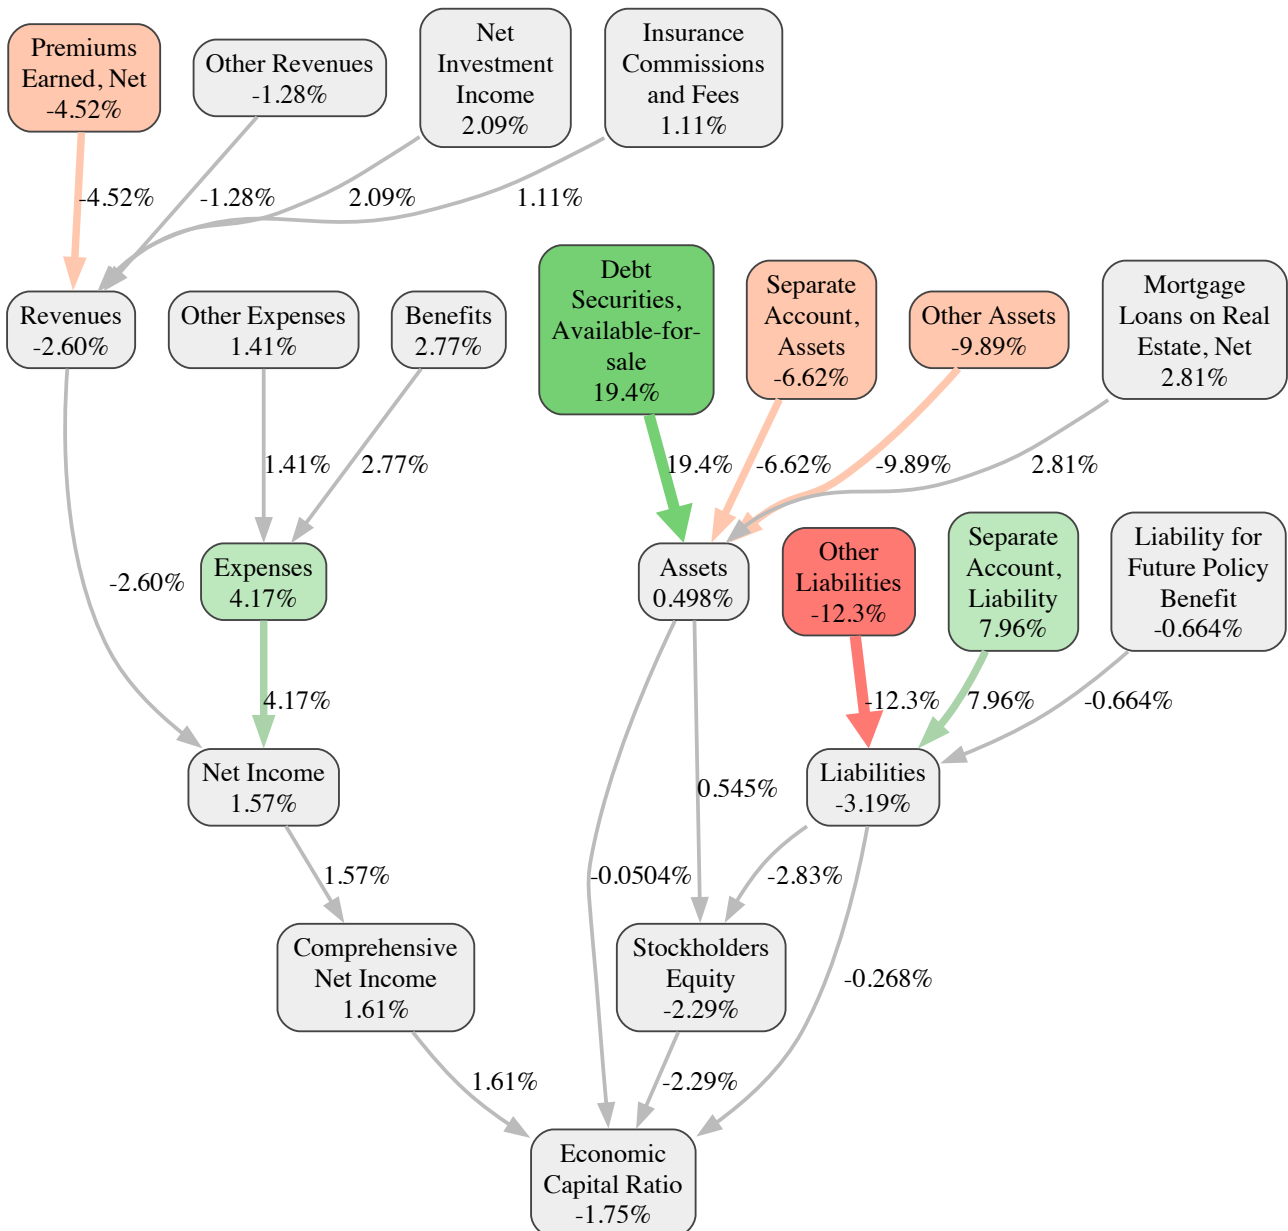 Premiums
Earned, Net
-4.52%
Other Revenues
-1.28%
Net
Investment
Income
2.09%
Insurance
Commissions
and Fees
1.11%
-4.52%
-1.28%
2.09%
1.11%
Revenues
-2.60%
Other Expenses
1.41%
Benefits
2.77%
Debt
Securities,
Available-for-
sale
19.4%
Separate
Account,
Assets
-6.62%
Other Assets
-9.89%
Mortgage
Loans on Real
Estate, Net
2.81%
1.41%
2.77%
19.4%
-6.62%
-9.89%
2.81%
-2.60%
Expenses
4.17%
Assets
0.498%
Other
Liabilities
-12.3%
Separate
Account,
Liability
7.96%
Liability for
Future Policy
Benefit
-0.664%
4.17%
-12.3%
7.96%
-0.664%
Net Income
1.57%
0.545%
Liabilities
-3.19%
1.57%
-0.0504%
-2.83%
Comprehensive
Net Income
1.61%
Stockholders
Equity
-2.29%
-0.268%
1.61%
-2.29%
Economic
Capital Ratio
-1.75%